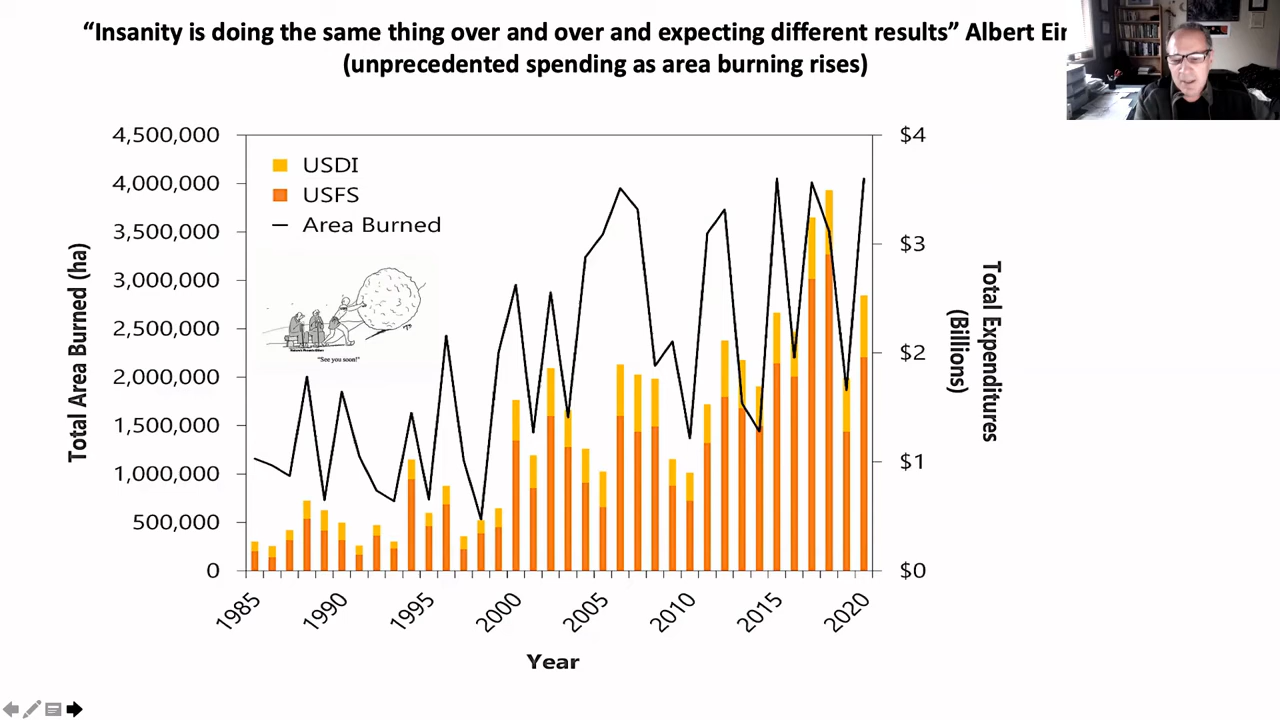 “Insanity is doing the same thing over and over and expecting different results” Albert Ein
(unprecedented spending as area burning rises)
4,500,000
4,000,000
3,500,000
3,000,000
2,500,000
2,000,000
1,500,000
1,000,000
500,000
0
Total Area Burned (ha)
USDI
USFS
Area Burned
"See you soon!"
$4
$3
$2
$1
$0
Total Expenditures
(Billions)
1985
1990
1995
2000
2005
2010
2015
2020
Year